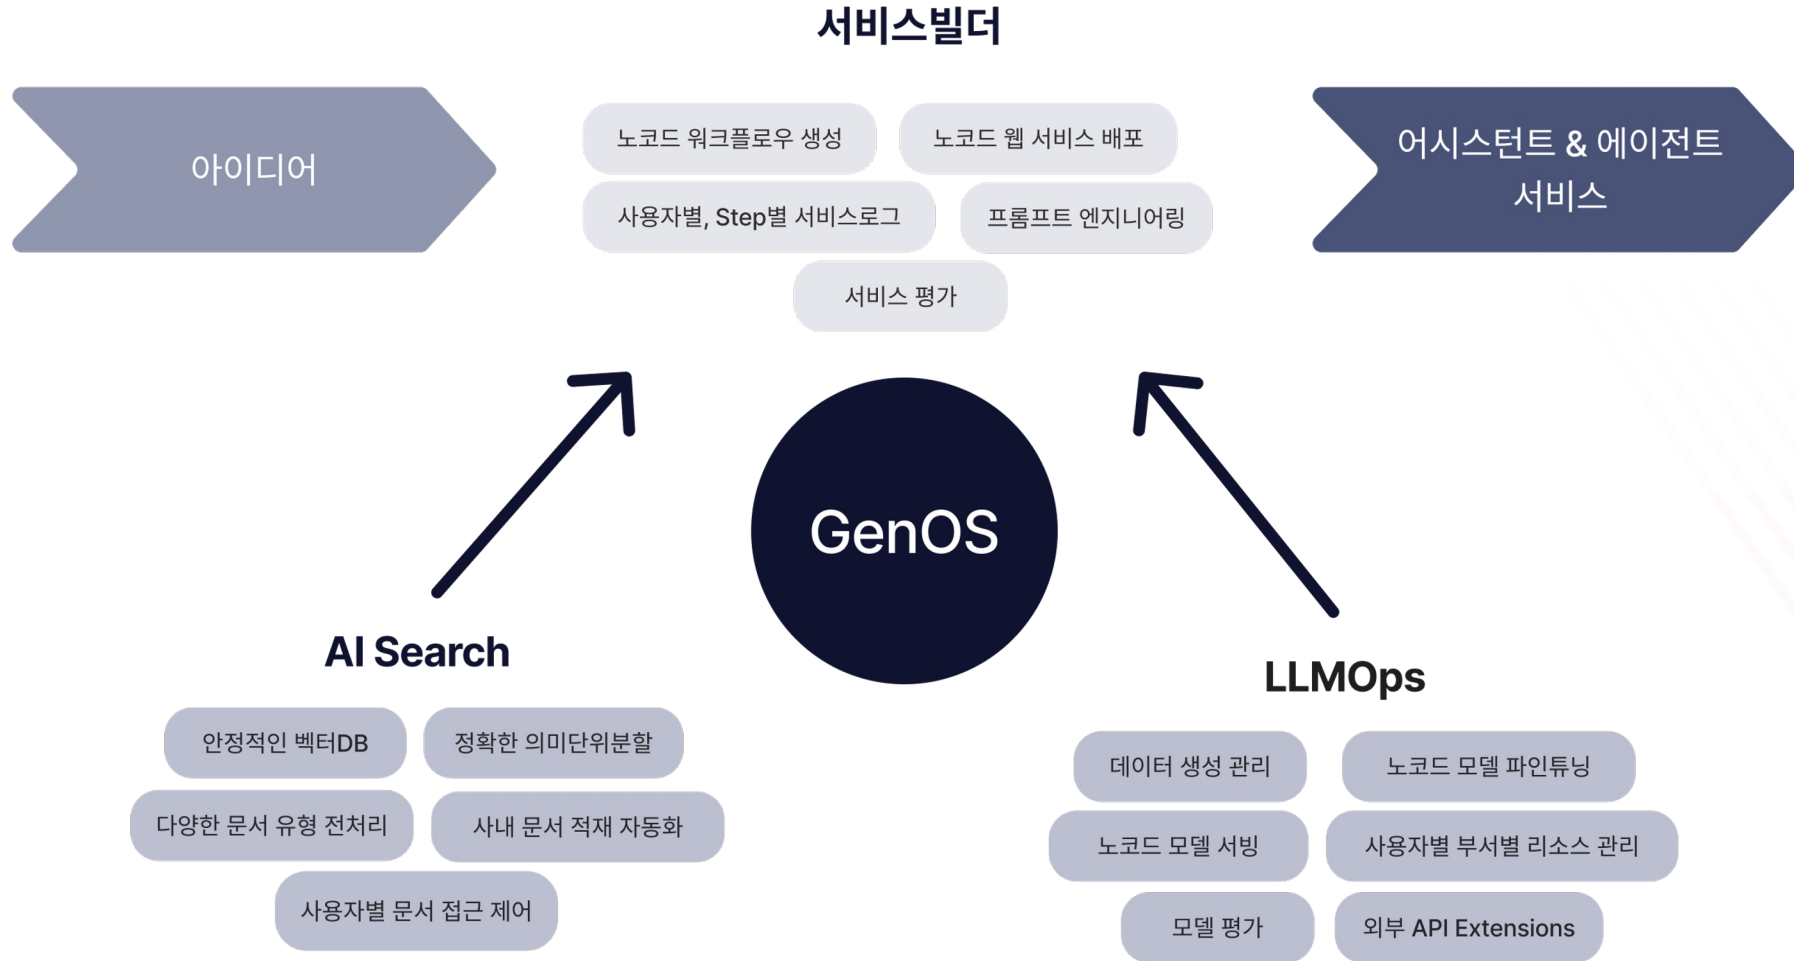 서비스빌더
아이디어
노코드 워크플로우 생성
노코드 웹 서비스 배포
사용자별, Step별 서비스로그
프롬프트 엔지니어링
서비스 평가
어시스턴트 & 에이전트
서비스
GenOS
AI Search
안정적인 벡터DB
정확한 의미단위분할
다양한 문서 유형 전처리
사내 문서 적재 자동화
사용자별 문서 접근 제어
LLMOps
데이터 생성 관리
노코드 모델 파인튜닝
노코드 모델 서빙
사용자별 부서별 리소스 관리
모델 평가
외부 API Extensions